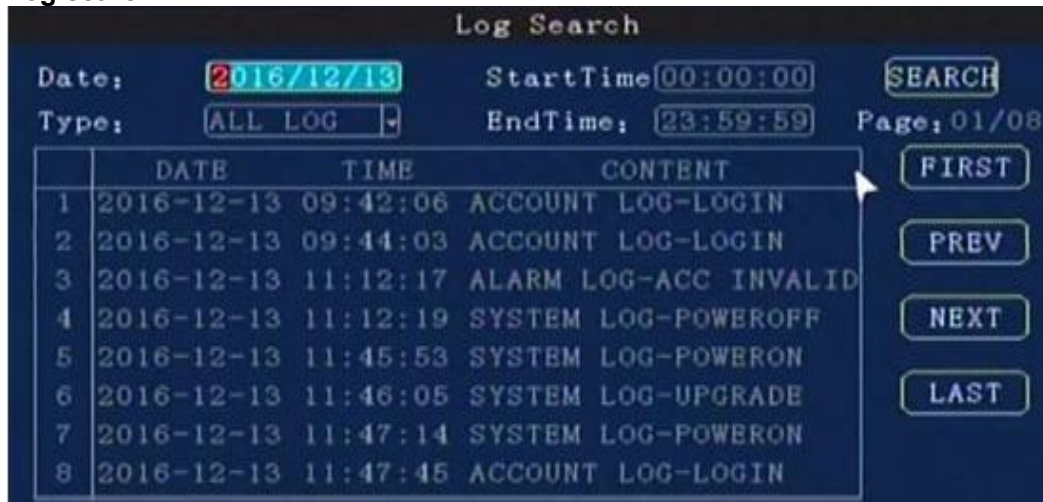 Log Search
Date: 2016/12/13 StartTime 00:00:00 SEARCH
Type: ALL LOG EndTime: 23:59:59 Page:01/08
DATE TIME CONTENT FIRST
1 2016-12-13 09:42:06 ACCOUNT LOG-LOGIN
2 2016-12-13 09:44:03 ACCOUNT LOG-LOGIN PREV
3 2016-12-13 11:12:17 ALARM LOG-ACC INVALID
4 2016-12-13 11:12:19 SYSTEM LOG-POWEROFF NEXT
5 2016-12-13 11:45:53 SYSTEM LOG-POWERON
6 2016-12-13 11:46:05 SYSTEM LOG-UPGRADE LAST
7 2016-12-13 11:47:14 SYSTEM LOG-POWERON
8 2016-12-13 11:47:45 ACCOUNT LOG-LOGIN